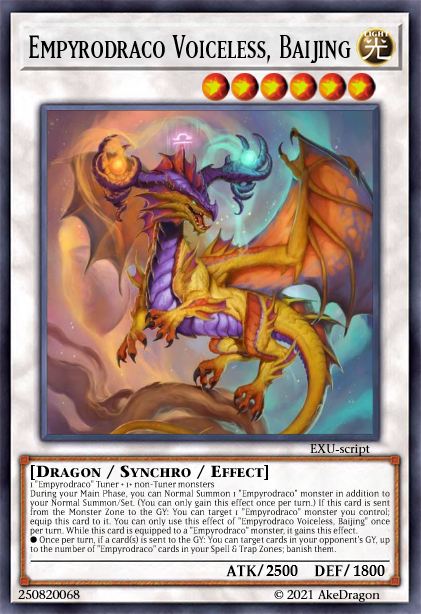 Empyrodraco Voiceless, Baijing
LIGHT
光
EXU-script
[Dragon / Synchro / Effect]
1 "Empyrodraco" Tuner + 1+ non-Tuner monsters
During your Main Phase, you can Normal Summon 1 "Empyrodraco" monster in addition to
your Normal Summon/Set. (You can only gain this effect once per turn.) If this card is sent
from the Monster Zone to the GY: You can target 1 "Empyrodraco" monster you control;
equip this card to it. You can only use this effect of "Empyrodraco Voiceless, Baijing" once
per turn. While this card is equipped to a "Empyrodraco" monster, it gains this effect.
● Once per turn, if a card(s) is sent to the GY: You can target cards in your opponent's GY, up
to the number of "Empyrodraco" cards in your Spell & Trap Zones; banish them.
ATK/2500 DEF/1800
250820068 © 2021 AkeDragon